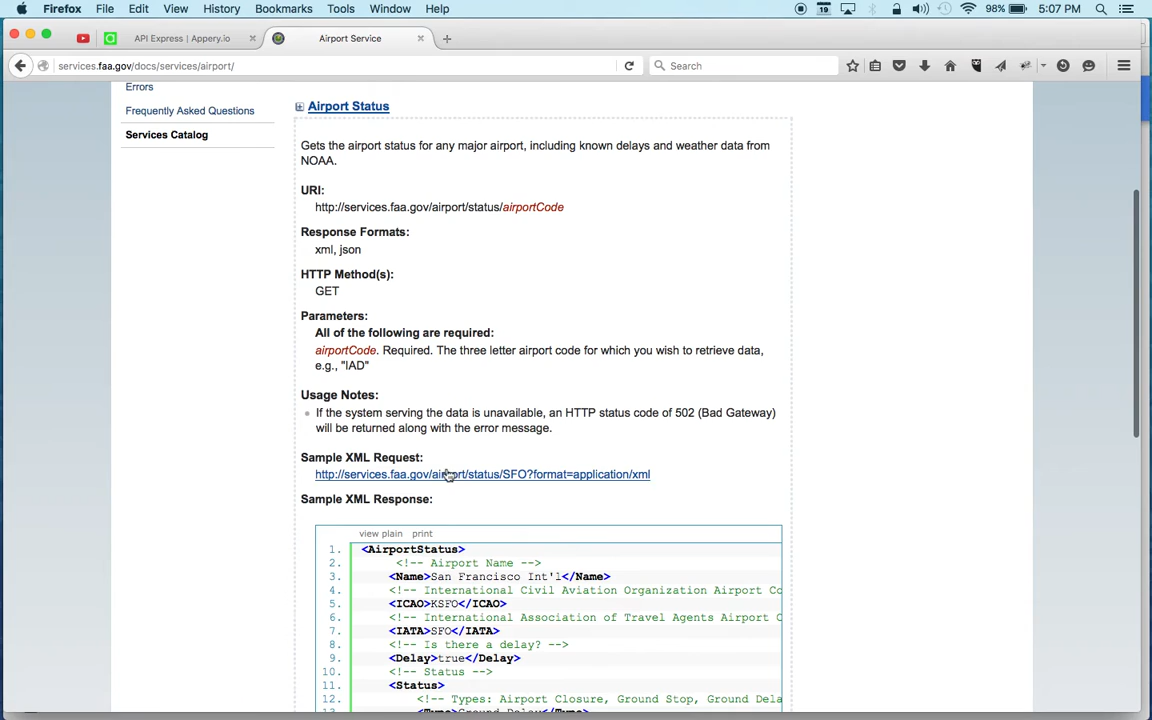 Firefox File Edit View History Bookmarks Tools Window Help 19 98% 5:07 PM
API Express | Appery.io Airport Service
services.faa.gov/docs/services/airport/ Search
Errors
Frequently Asked Questions
Services Catalog
Airport Status
Gets the airport status for any major airport, including known delays and weather data from
NOAA.
URI:
http://services.faa.gov/airport/status/airportCode
Response Formats:
xml, json
HTTP Method(s):
GET
Parameters:
All of the following are required:
airportCode. Required. The three letter airport code for which you wish to retrieve data,
e.g., "IAD"
Usage Notes:
If the system serving the data is unavailable, an HTTP status code of 502 (Bad Gateway)
will be returned along with the error message.
Sample XML Request:
http://services.faa.gov/airport/status/SFO?format=application/xml
Sample XML Response:
view plain print
1. <AirportStatus>
2. <!-- Airport Name -->
3. <Name>San Francisco Int'l</Name>
4. <!-- International Civil Aviation Organization Airport Co
5. <ICAO>KSFO</ICAO>
6. <!-- International Association of Travel Agents Airport C
7. <IATA>SFO</IATA>
8. <!-- Is there a delay? -->
9. <Delay>true</Delay>
10. <!-- Status -->
11. <Status>
12. <!-- Types: Airport Closure, Ground Stop, Ground Dela
13. <Type>Ground Delay</Type>